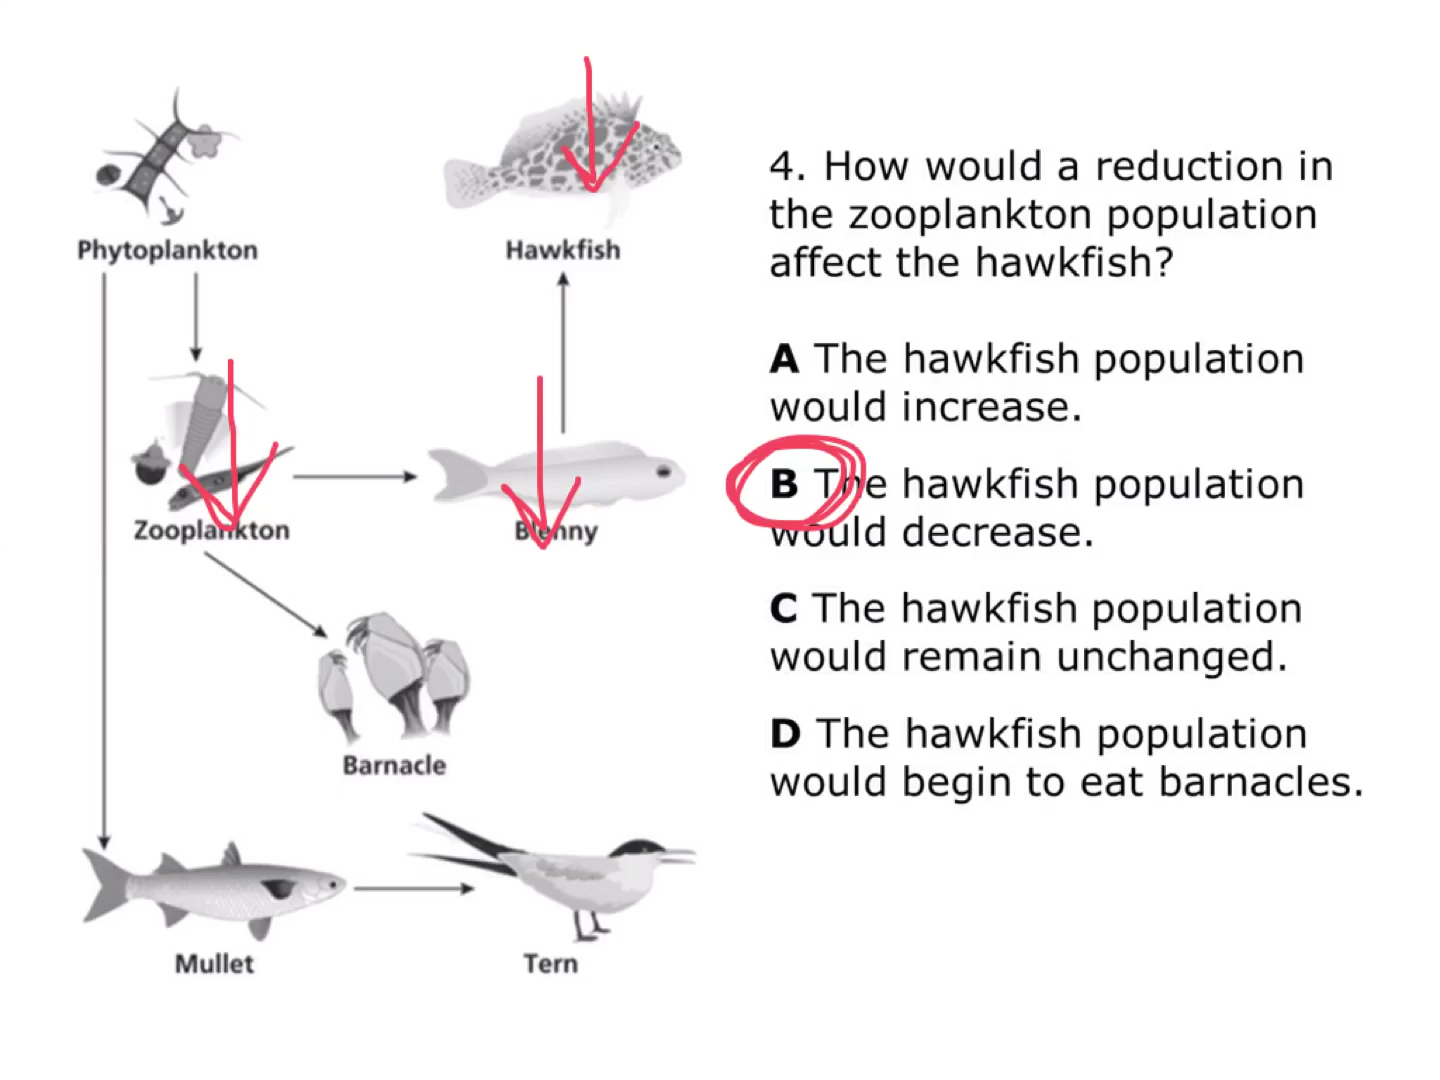 Phytoplankton
Hawkfish
Zooplankton
Blenny
Barnacle
Mullet
Tern
4. How would a reduction in
the zooplankton population
affect the hawkfish?
A The hawkfish population
would increase.
B The hawkfish population
would decrease.
C The hawkfish population
would remain unchanged.
D The hawkfish population
would begin to eat barnacles.